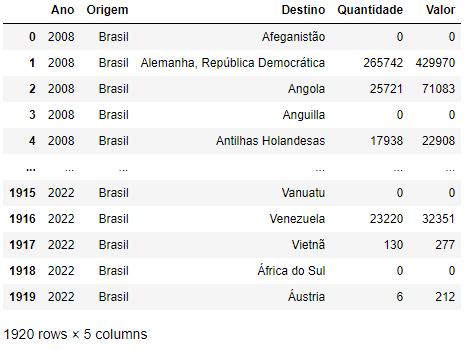 Ano Origem Destino Quantidade Valor
0 2008 Brasil Afeganistão 0 0
1 2008 Brasil Alemanha, República Democrática 265742 429970
2 2008 Brasil Angola 25721 71083
3 2008 Brasil Anguilla 0 0
4 2008 Brasil Antilhas Holandesas 17938 22908
... ... ... ... ... ...
1915 2022 Brasil Vanuatu 0 0
1916 2022 Brasil Venezuela 23220 32351
1917 2022 Brasil Vietnã 130 277
1918 2022 Brasil África do Sul 0 0
1919 2022 Brasil Áustria 6 212
1920 rows × 5 columns